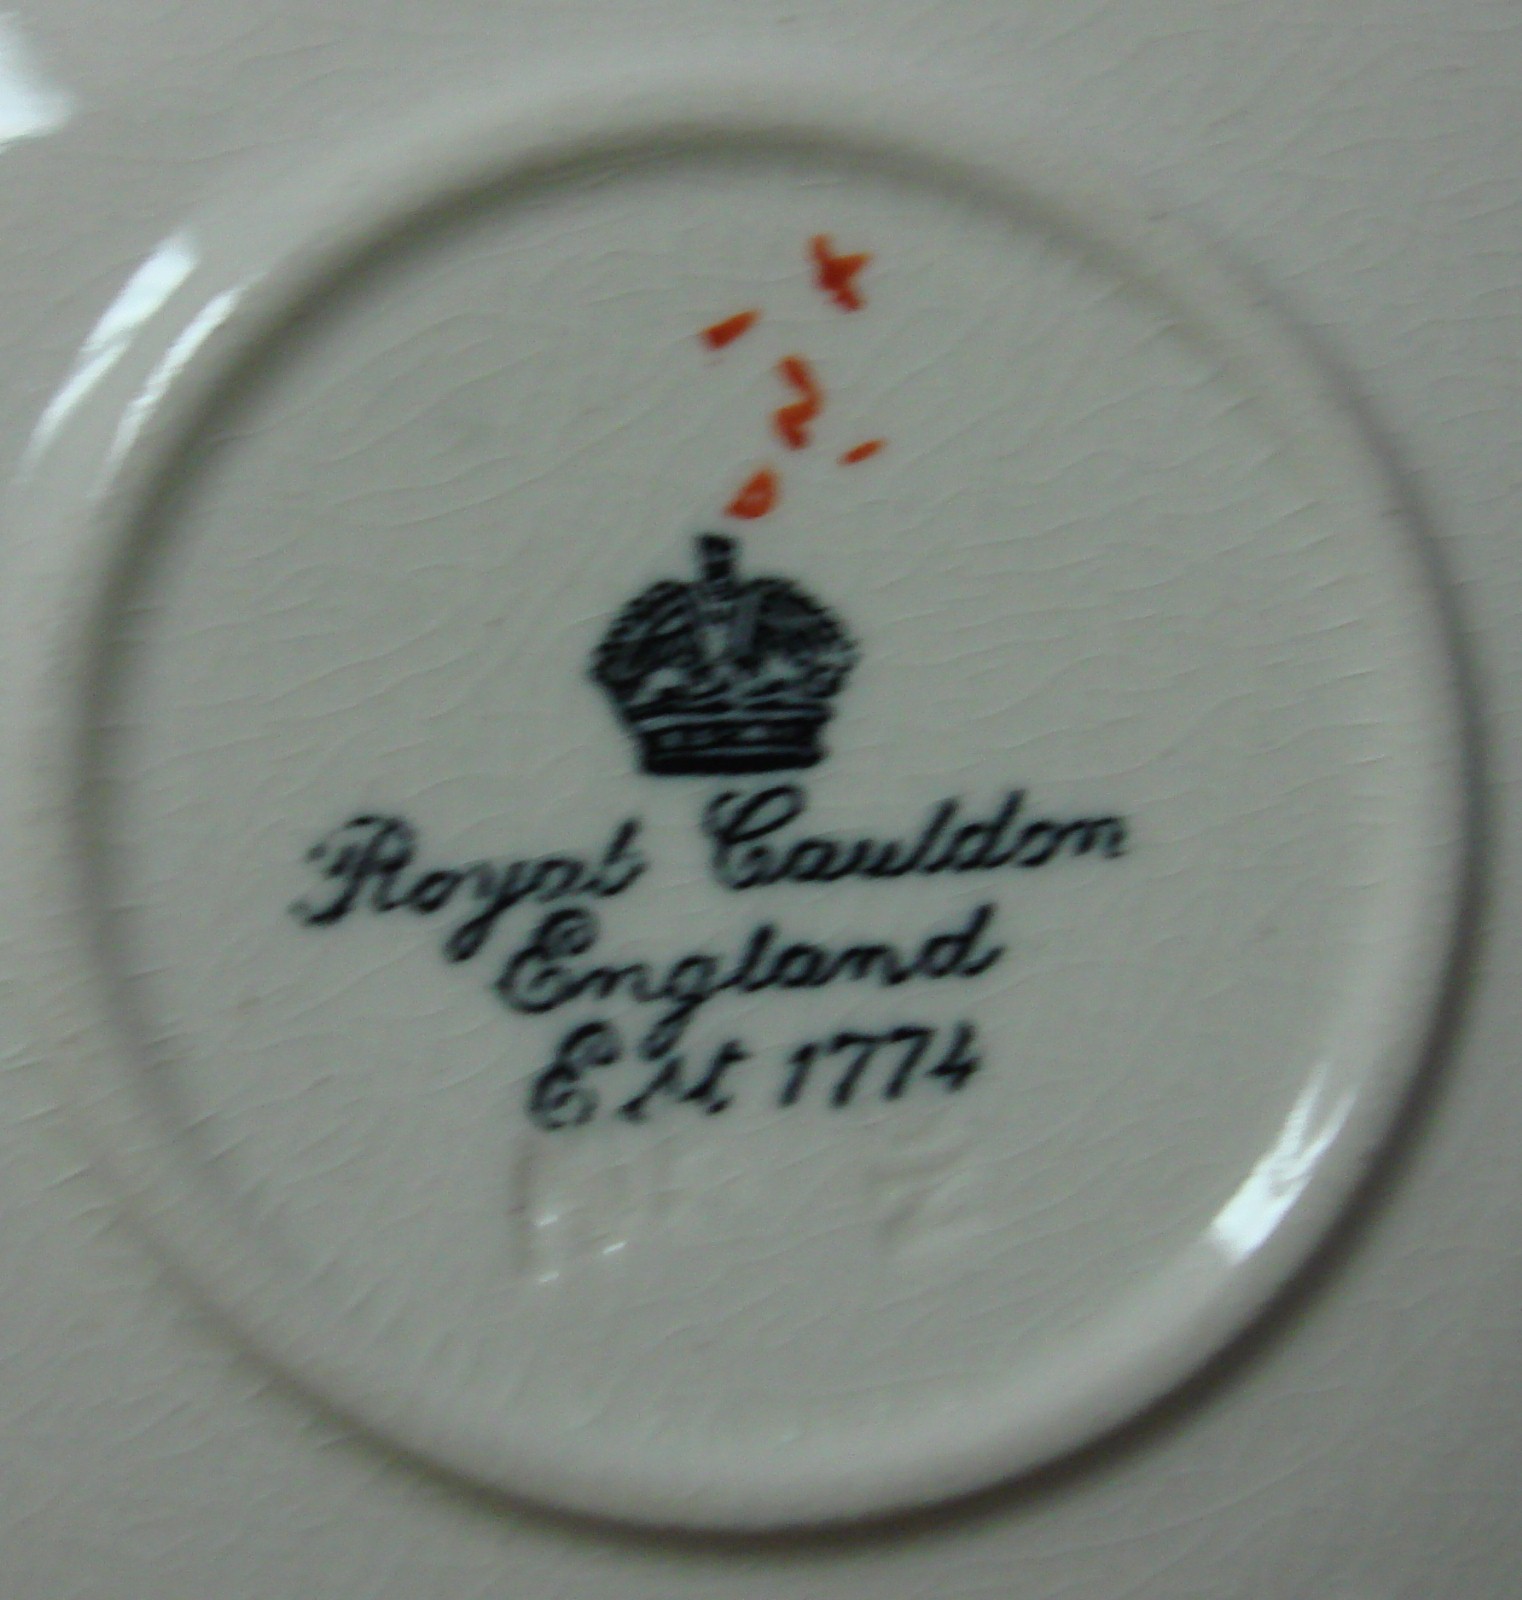 Royal Cauldon
England
Est 1774